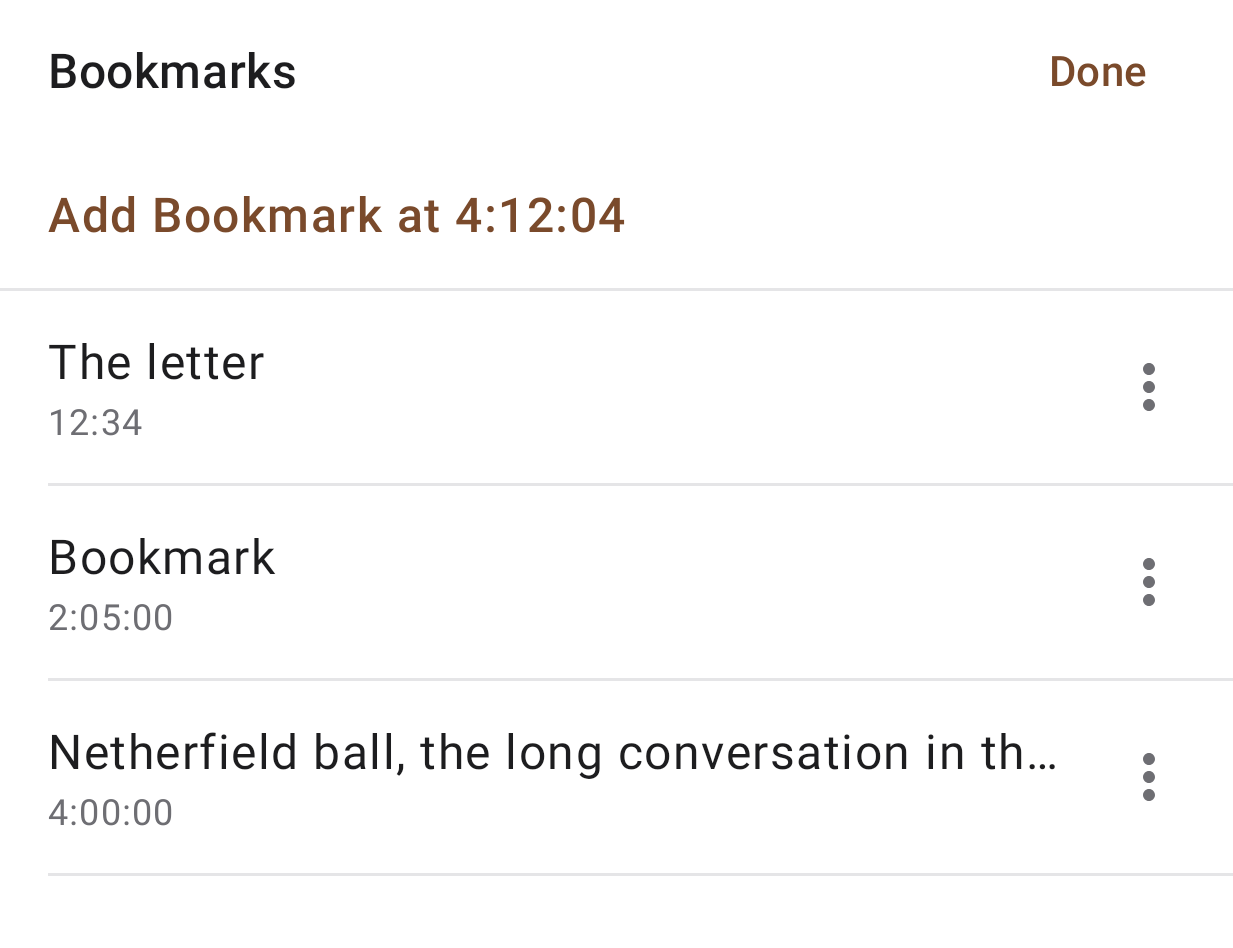 Bookmarks
Done
Add Bookmark at 4:12:04
The letter
12:34
Bookmark
2:05:00
Netherfield ball, the long conversation in th…
4:00:00